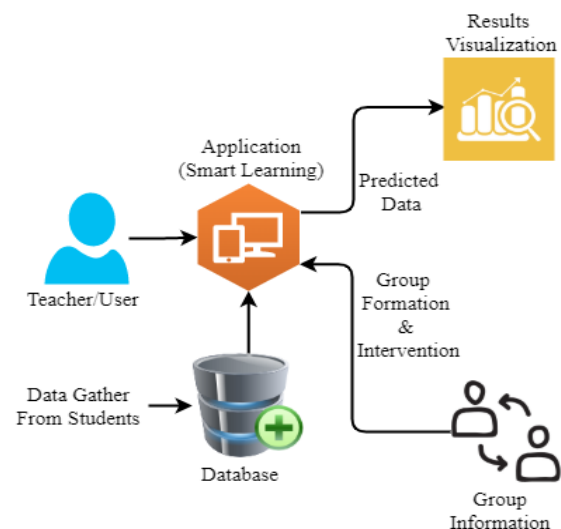 Results
Visualization
Application
(Smart Learning)
Predicted
Data
Teacher/User
Group
Formation
&
Intervention
Data Gather
From Students
Database
Group
Information